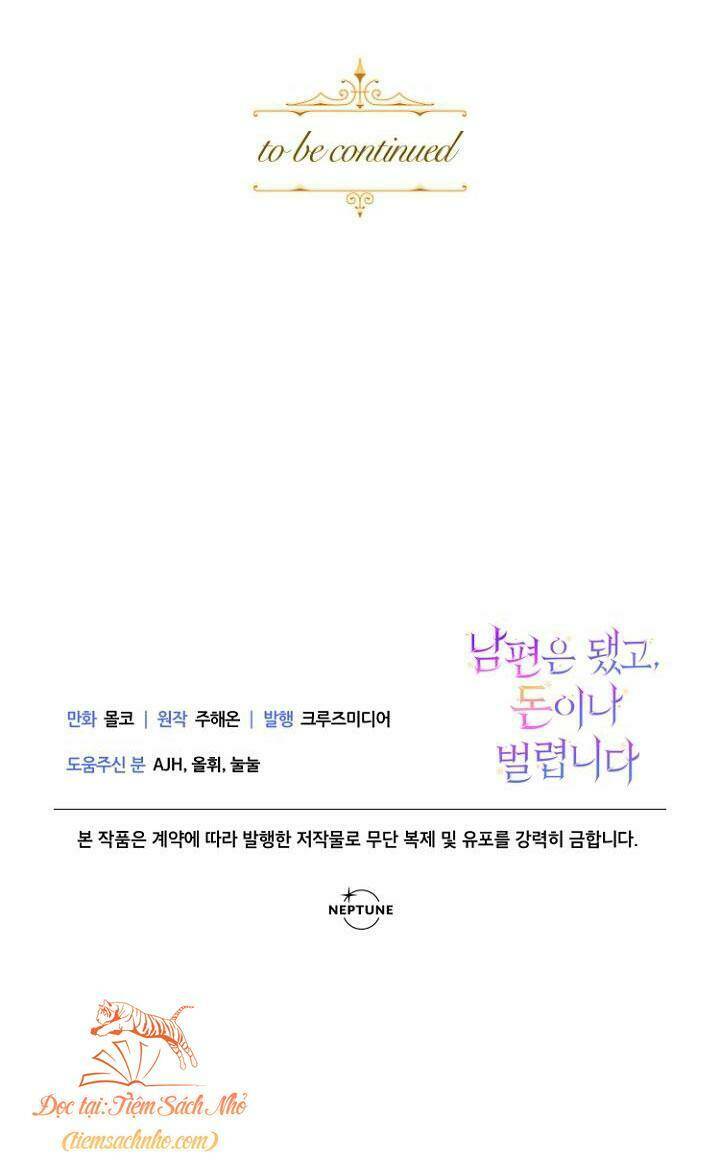 to be continued
남편은 됐고,
돈이나
벌렵니다
만화 몰코 | 원작 주해온 | 발행 크루즈미디어
도움주신 분 AJH, 올휘, 눌눌
본 작품은 계약에 따라 발행한 저작물로 무단 복제 및 유포를 강력히 금합니다.
NEPTUNE
Đọc tại: Tiệm Sách Nhỏ
(tiemsachnho.com)